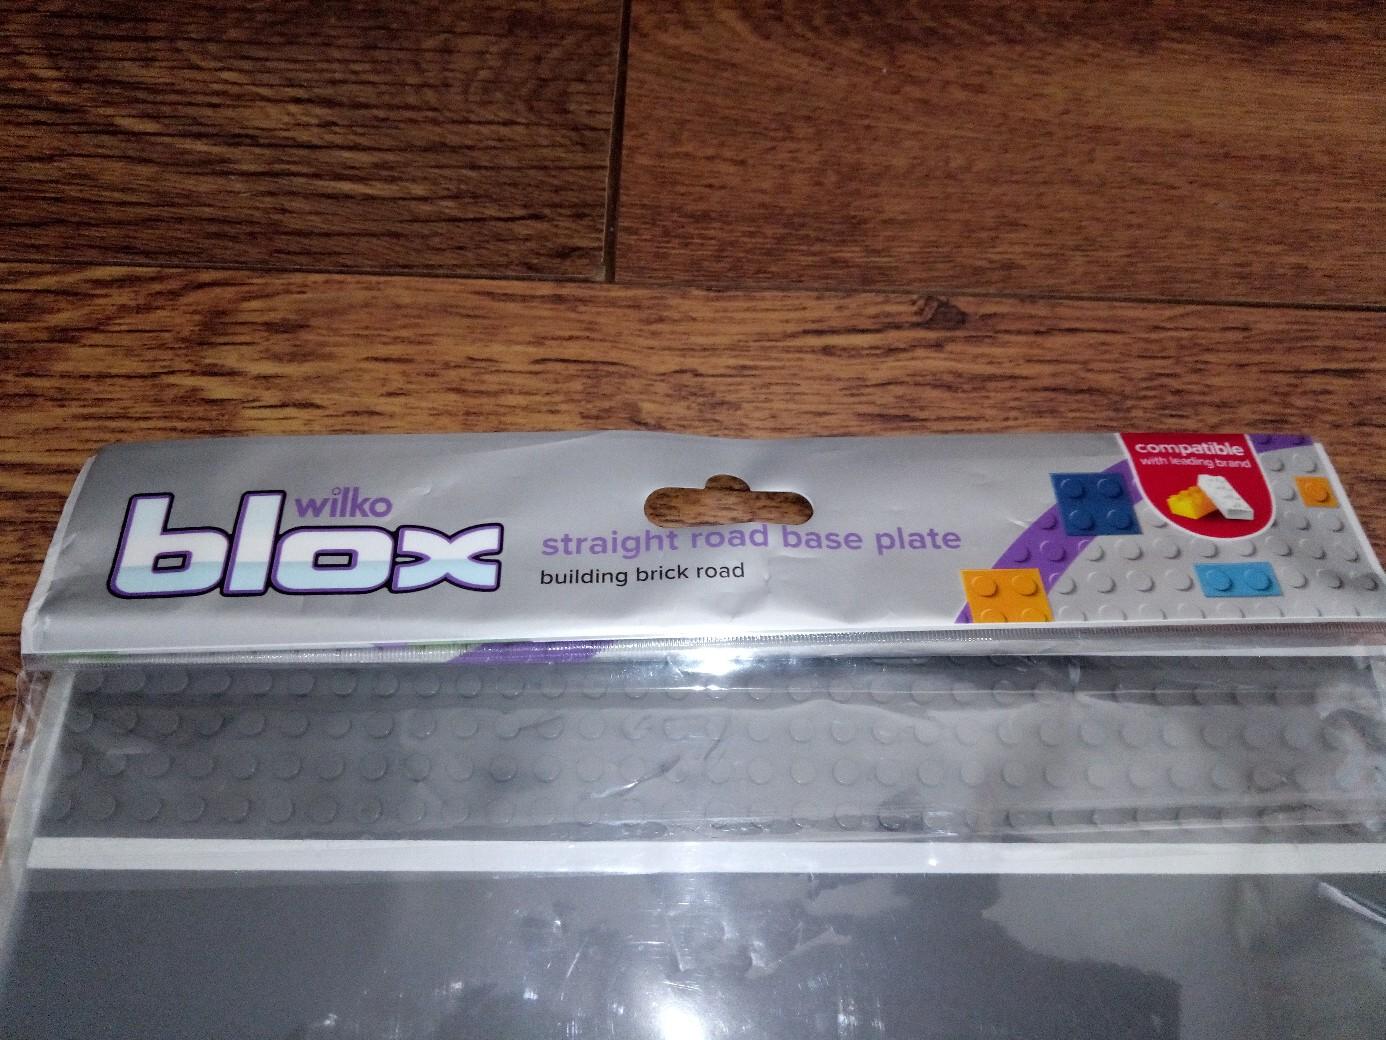 wilko
blox
straight road base plate
building brick road
compatible
with leading brand